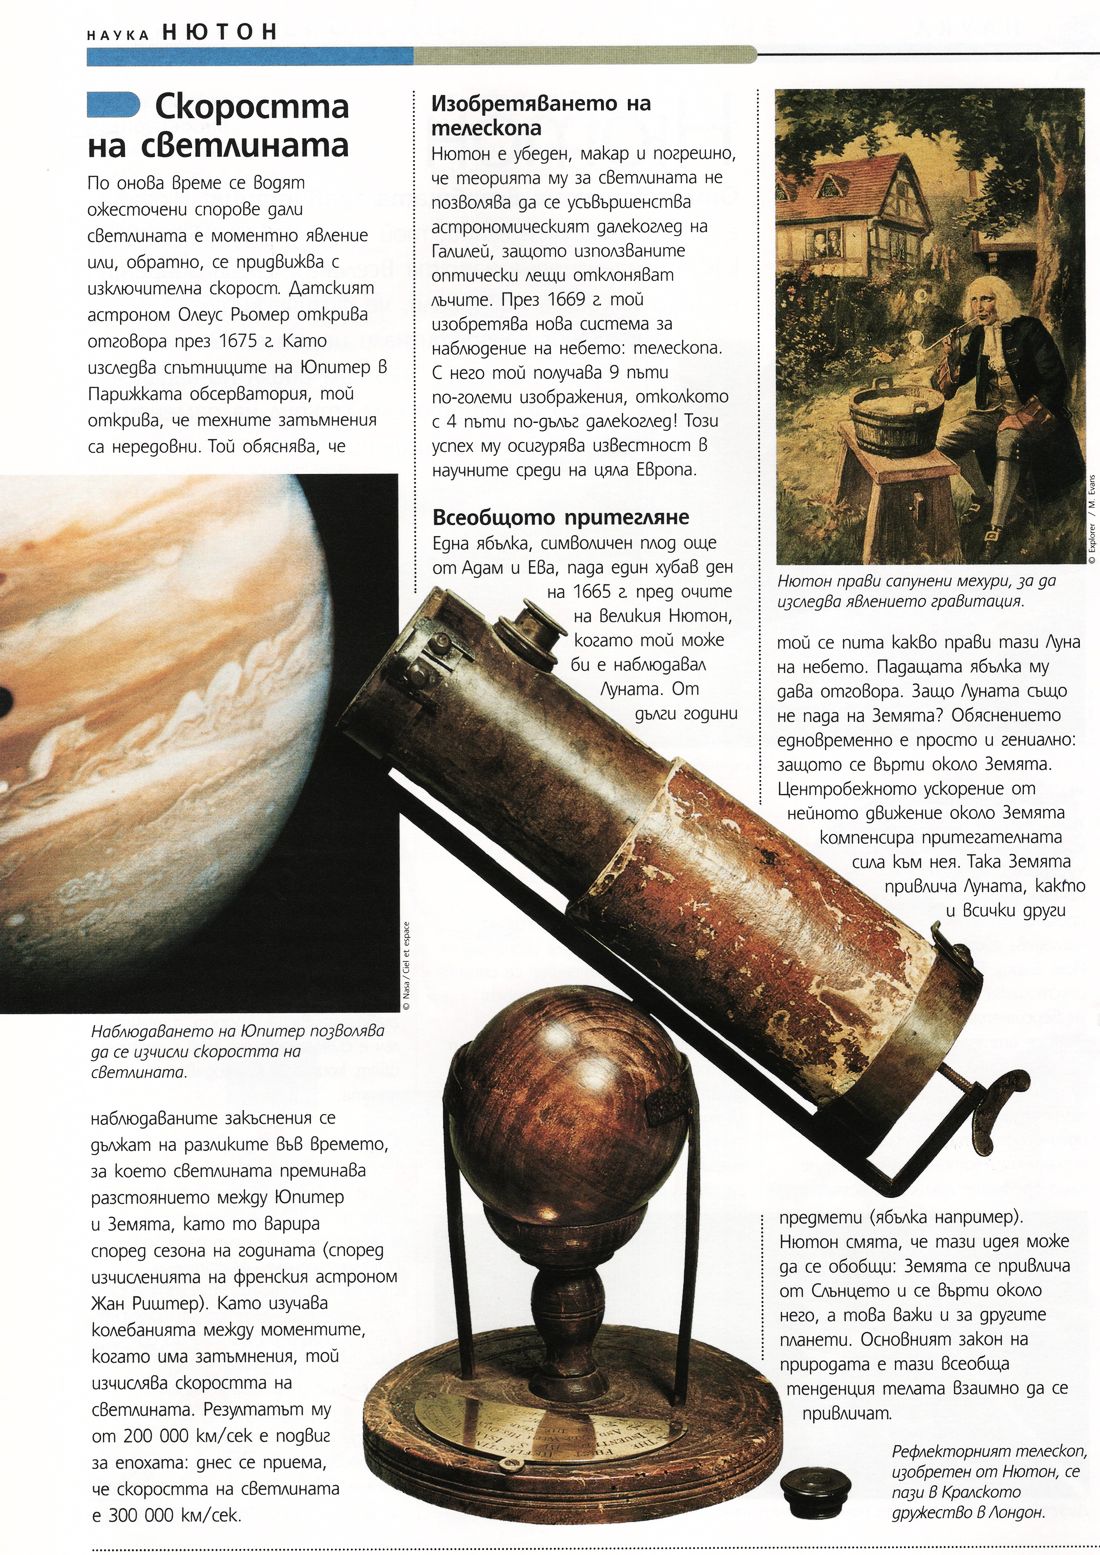 НАУКА НЮТОН
Скоростта
на светлината
По онова време се водят
ожесточени спорове дали
светлината е моментно явление
или, обратно, се придвижва с
изключителна скорост. Датският
астроном Олеус Рьомер открива
отговора през 1675 г. Като
изследва спътниците на Юпитер в
Парижката обсерватория, той
открива, че техните затъмнения
са нередовни. Той обяснява, че
© Nasa / Ciel et espace
Наблюдаването на Юпитер позволява
да се изчисли скоростта на
светлината.
наблюдаваните закъснения се
дължат на разликите във времето,
за което светлината преминава
разстоянието между Юпитер
и Земята, като то варира
според сезона на годината (според
изчисленията на френския астроном
Жан Риштер). Като изучава
колебанията между моментите,
когато има затъмнения, той
изчислява скоростта на
светлината. Резултатът му
от 200 000 км/сек е подвиг
за епохата: днес се приема,
че скоростта на светлината
е 300 000 км/сек.
Изобретяването на
телескопа
Нютон е убеден, макар и погрешно,
че теорията му за светлината не
позволява да се усъвършенства
астрономическият далекоглед на
Галилей, защото използваните
оптически лещи отклоняват
лъчите. През 1669 г. той
изобретява нова система за
наблюдение на небето: телескопа.
С него той получава 9 пъти
по-големи изображения, отколкото
с 4 пъти по-дълъг далекоглед! Този
успех му осигурява известност в
научните среди на цяла Европа.
Всеобщото притегляне
Една ябълка, символичен плод още
от Адам и Ева, пада един хубав ден
на 1665 г. пред очите
на великия Нютон,
когато той може
би е наблюдавал
Луната. От
дълги години
© Explorer / M. Evans
Нютон прави сапунени мехури, за да
изследва явлението гравитация.
той се пита какво прави тази Луна
на небето. Падащата ябълка му
дава отговора. Защо Луната също
не пада на Земята? Обяснението
едновременно е просто и гениално:
защото се върти около Земята.
Центробежното ускорение от
нейното движение около Земята
компенсира притегателната
сила към нея. Така Земята
привлича Луната, както
и всички други
предмети (ябълка например).
Нютон смята, че тази идея може
да се обобщи: Земята се привлича
от Слънцето и се върти около
него, а това важи и за другите
планети. Основният закон на
природата е тази Всеобща
тенденция телата взаимно да се
привличат.
Рефлекторният телескоп,
изобретен от Нютон, се
пази в Кралското
дружество в Лондон.